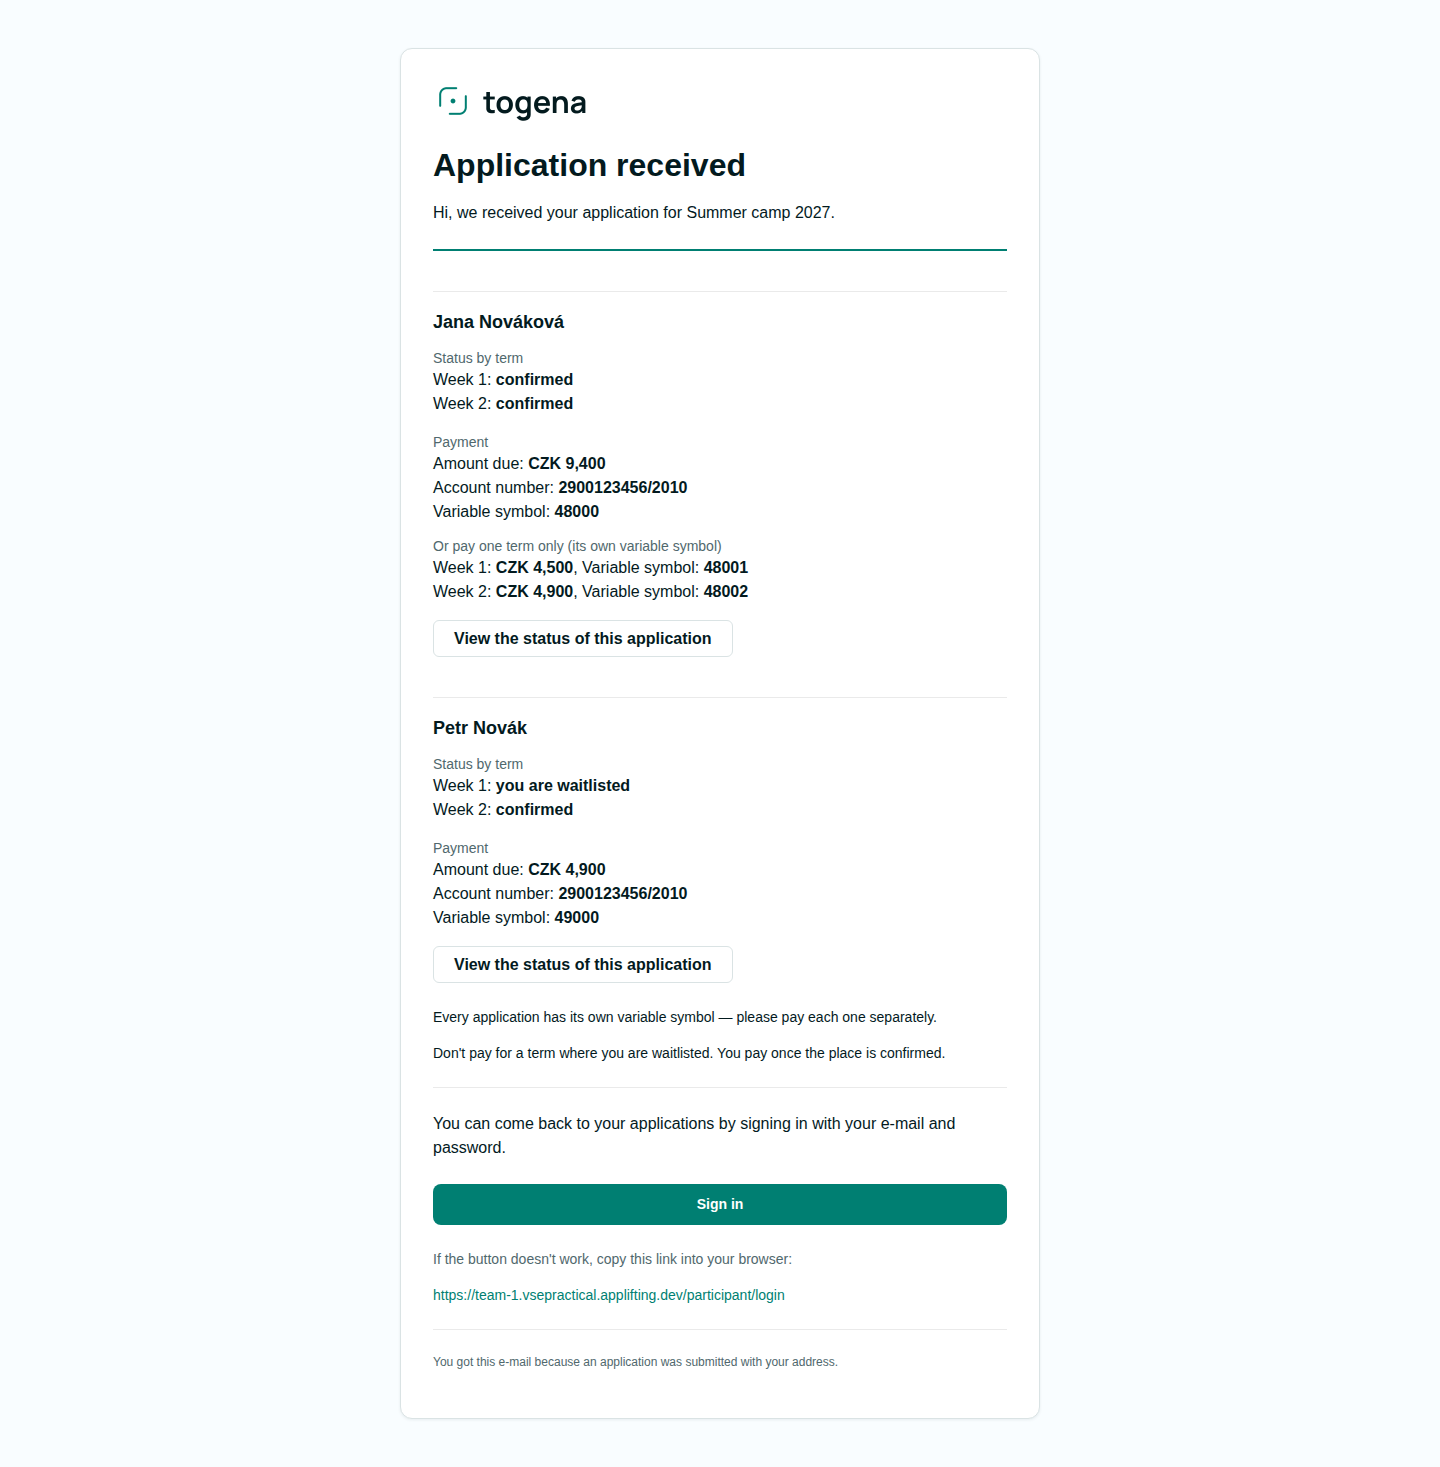 togena
Application received
Hi, we received your application for Summer camp 2027.
Jana Nováková
Status by term
Week 1: confirmed
Week 2: confirmed
Payment
Amount due: CZK 9,400
Account number: 2900123456/2010
Variable symbol: 48000
Or pay one term only (its own variable symbol)
Week 1: CZK 4,500, Variable symbol: 48001
Week 2: CZK 4,900, Variable symbol: 48002
View the status of this application
Petr Novák
Status by term
Week 1: you are waitlisted
Week 2: confirmed
Payment
Amount due: CZK 4,900
Account number: 2900123456/2010
Variable symbol: 49000
View the status of this application
Every application has its own variable symbol — please pay each one separately.
Don't pay for a term where you are waitlisted. You pay once the place is confirmed.
You can come back to your applications by signing in with your e-mail and
password.
Sign in
If the button doesn't work, copy this link into your browser:
https://team-1.vsepractical.applifting.dev/participant/login
You got this e-mail because an application was submitted with your address.